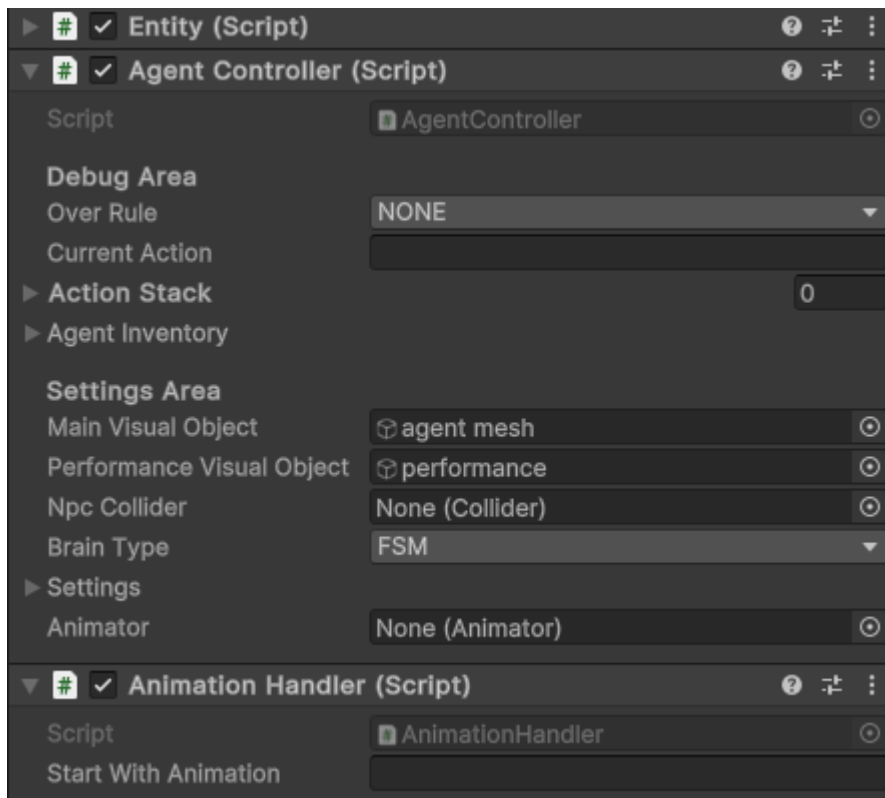 Entity (Script)
Agent Controller (Script)
Script AgentController
Debug Area
Over Rule NONE
Current Action
Action Stack 0
Agent Inventory
Settings Area
Main Visual Object agent mesh
Performance Visual Object performance
Npc Collider None (Collider)
Brain Type FSM
Settings
Animator None (Animator)
Animation Handler (Script)
Script AnimationHandler
Start With Animation